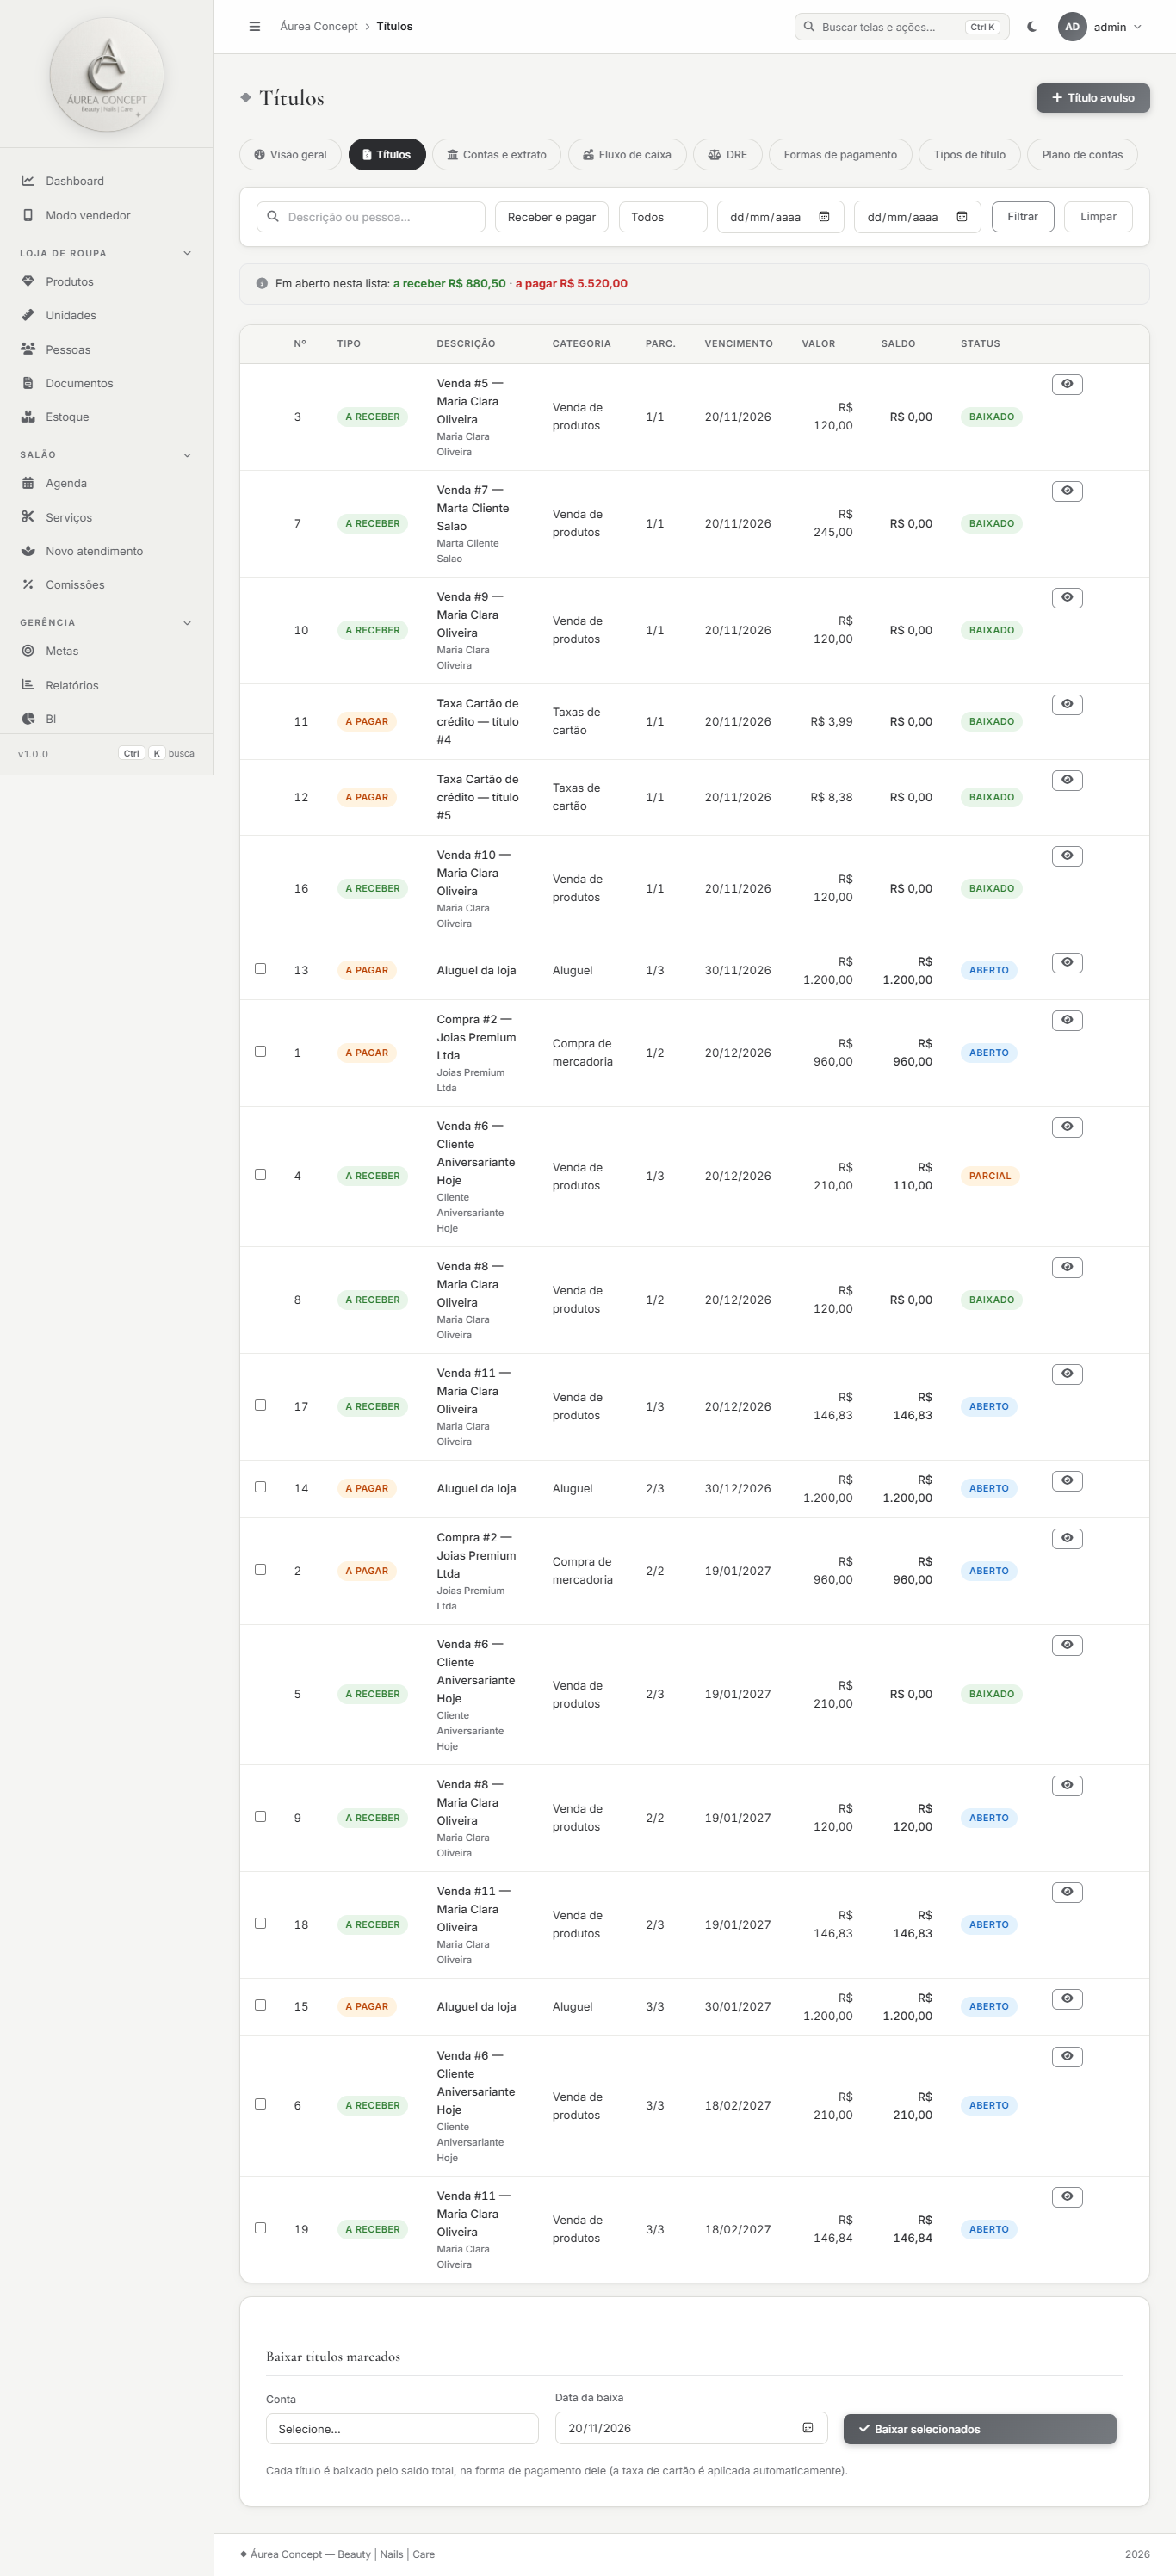 ÁUREA CONCEPT
Beauty | Nails | Care
Áurea Concept › Títulos
Buscar telas e ações... Ctrl K
AD admin
Dashboard
Modo vendedor
LOJA DE ROUPA
Produtos
Unidades
Pessoas
Documentos
Estoque
SALÃO
Agenda
Serviços
Novo atendimento
Comissões
GERÊNCIA
Metas
Relatórios
BI
v1.0.0 Ctrl K busca
Títulos
+ Título avulso
Visão geral Títulos Contas e extrato Fluxo de caixa DRE Formas de pagamento Tipos de título Plano de contas
Descrição ou pessoa... Receber e pagar Todos dd/mm/aaaa dd/mm/aaaa Filtrar Limpar
Em aberto nesta lista: a receber R$ 880,50 · a pagar R$ 5.520,00
Nº TIPO DESCRIÇÃO CATEGORIA PARC. VENCIMENTO VALOR SALDO STATUS
3 A RECEBER Venda #5 — Maria Clara Oliveira Maria Clara Oliveira Venda de produtos 1/1 20/11/2026 R$ 120,00 R$ 0,00 BAIXADO
7 A RECEBER Venda #7 — Marta Cliente Salao Marta Cliente Salao Venda de produtos 1/1 20/11/2026 R$ 245,00 R$ 0,00 BAIXADO
10 A RECEBER Venda #9 — Maria Clara Oliveira Maria Clara Oliveira Venda de produtos 1/1 20/11/2026 R$ 120,00 R$ 0,00 BAIXADO
11 A PAGAR Taxa Cartão de crédito — título #4 Taxas de cartão 1/1 20/11/2026 R$ 3,99 R$ 0,00 BAIXADO
12 A PAGAR Taxa Cartão de crédito — título #5 Taxas de cartão 1/1 20/11/2026 R$ 8,38 R$ 0,00 BAIXADO
16 A RECEBER Venda #10 — Maria Clara Oliveira Maria Clara Oliveira Venda de produtos 1/1 20/11/2026 R$ 120,00 R$ 0,00 BAIXADO
13 A PAGAR Aluguel da loja Aluguel 1/3 30/11/2026 R$ 1.200,00 R$ 1.200,00 ABERTO
1 A PAGAR Compra #2 — Joias Premium Ltda Joias Premium Ltda Compra de mercadoria 1/2 20/12/2026 R$ 960,00 R$ 960,00 ABERTO
4 A RECEBER Venda #6 — Cliente Aniversariante Hoje Cliente Aniversariante Hoje Venda de produtos 1/3 20/12/2026 R$ 210,00 R$ 110,00 PARCIAL
8 A RECEBER Venda #8 — Maria Clara Oliveira Maria Clara Oliveira Venda de produtos 1/2 20/12/2026 R$ 120,00 R$ 0,00 BAIXADO
17 A RECEBER Venda #11 — Maria Clara Oliveira Maria Clara Oliveira Venda de produtos 1/3 20/12/2026 R$ 146,83 R$ 146,83 ABERTO
14 A PAGAR Aluguel da loja Aluguel 2/3 30/12/2026 R$ 1.200,00 R$ 1.200,00 ABERTO
2 A PAGAR Compra #2 — Joias Premium Ltda Joias Premium Ltda Compra de mercadoria 2/2 19/01/2027 R$ 960,00 R$ 960,00 ABERTO
5 A RECEBER Venda #6 — Cliente Aniversariante Hoje Cliente Aniversariante Hoje Venda de produtos 2/3 19/01/2027 R$ 210,00 R$ 0,00 BAIXADO
9 A RECEBER Venda #8 — Maria Clara Oliveira Maria Clara Oliveira Venda de produtos 2/2 19/01/2027 R$ 120,00 R$ 120,00 ABERTO
18 A RECEBER Venda #11 — Maria Clara Oliveira Maria Clara Oliveira Venda de produtos 2/3 19/01/2027 R$ 146,83 R$ 146,83 ABERTO
15 A PAGAR Aluguel da loja Aluguel 3/3 30/01/2027 R$ 1.200,00 R$ 1.200,00 ABERTO
6 A RECEBER Venda #6 — Cliente Aniversariante Hoje Cliente Aniversariante Hoje Venda de produtos 3/3 18/02/2027 R$ 210,00 R$ 210,00 ABERTO
19 A RECEBER Venda #11 — Maria Clara Oliveira Maria Clara Oliveira Venda de produtos 3/3 18/02/2027 R$ 146,84 R$ 146,84 ABERTO
Baixar títulos marcados
Conta Data da baixa
Selecione... 20/11/2026 Baixar selecionados
Cada título é baixado pelo saldo total, na forma de pagamento dele (a taxa de cartão é aplicada automaticamente).
Áurea Concept — Beauty | Nails | Care 2026